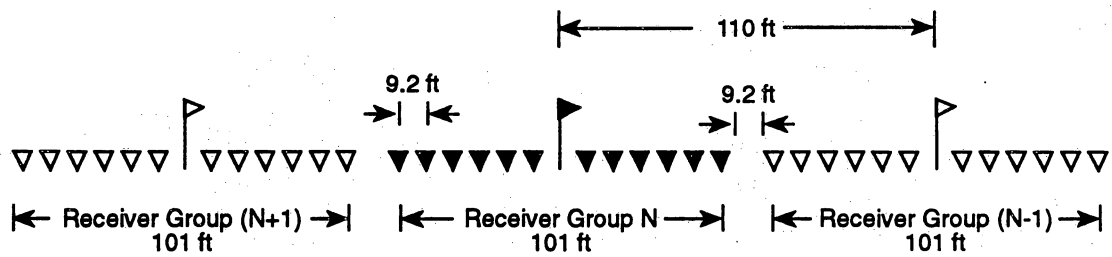 110 ft
9.2 ft
9.2 ft
Receiver Group (N+1)
101 ft
Receiver Group N
101 ft
Receiver Group (N-1)
101 ft